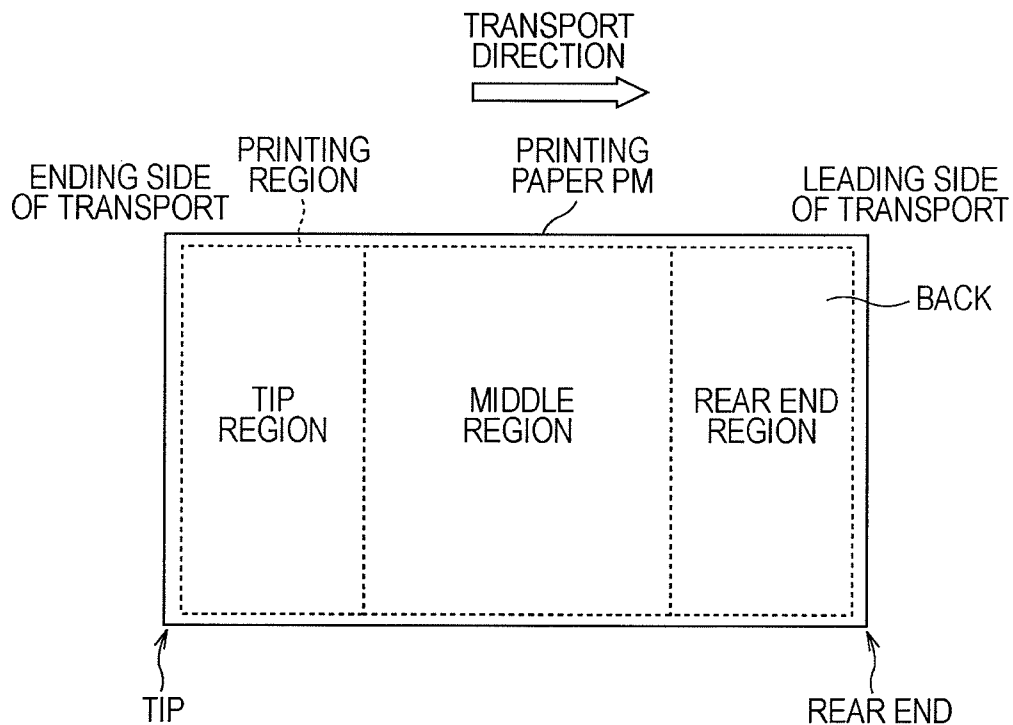 TRANSPORT
DIRECTION
PRINTING
REGION
PRINTING
PAPER PM
ENDING SIDE
OF TRANSPORT
LEADING SIDE
OF TRANSPORT
BACK
TIP
REGION
MIDDLE
REGION
REAR END
REGION
TIP
REAR END